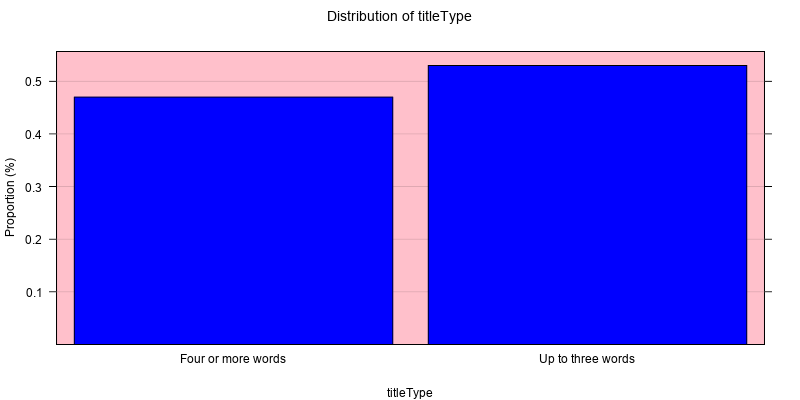 Distribution of titleType
Proportion (%)
0.5
0.4
0.3
0.2
0.1
Four or more words
Up to three words
titleType